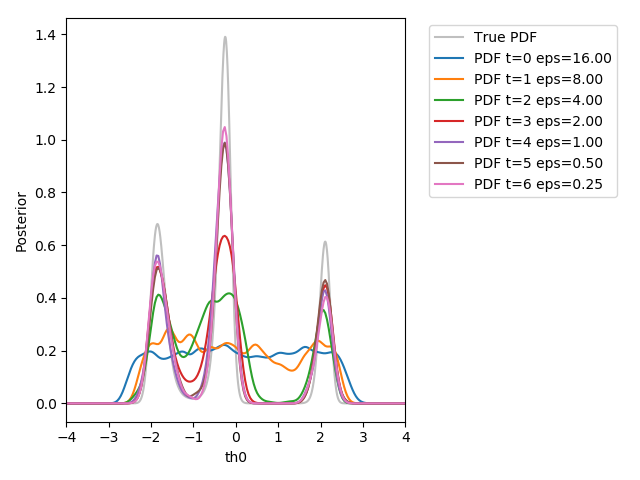 True PDF
PDF t=0 eps=16.00
PDF t=1 eps=8.00
PDF t=2 eps=4.00
PDF t=3 eps=2.00
PDF t=4 eps=1.00
PDF t=5 eps=0.50
PDF t=6 eps=0.25
Posterior
1.4
1.2
1.0
0.8
0.6
0.4
0.2
0.0
−4 −3 −2 −1 0 1 2 3 4
th0